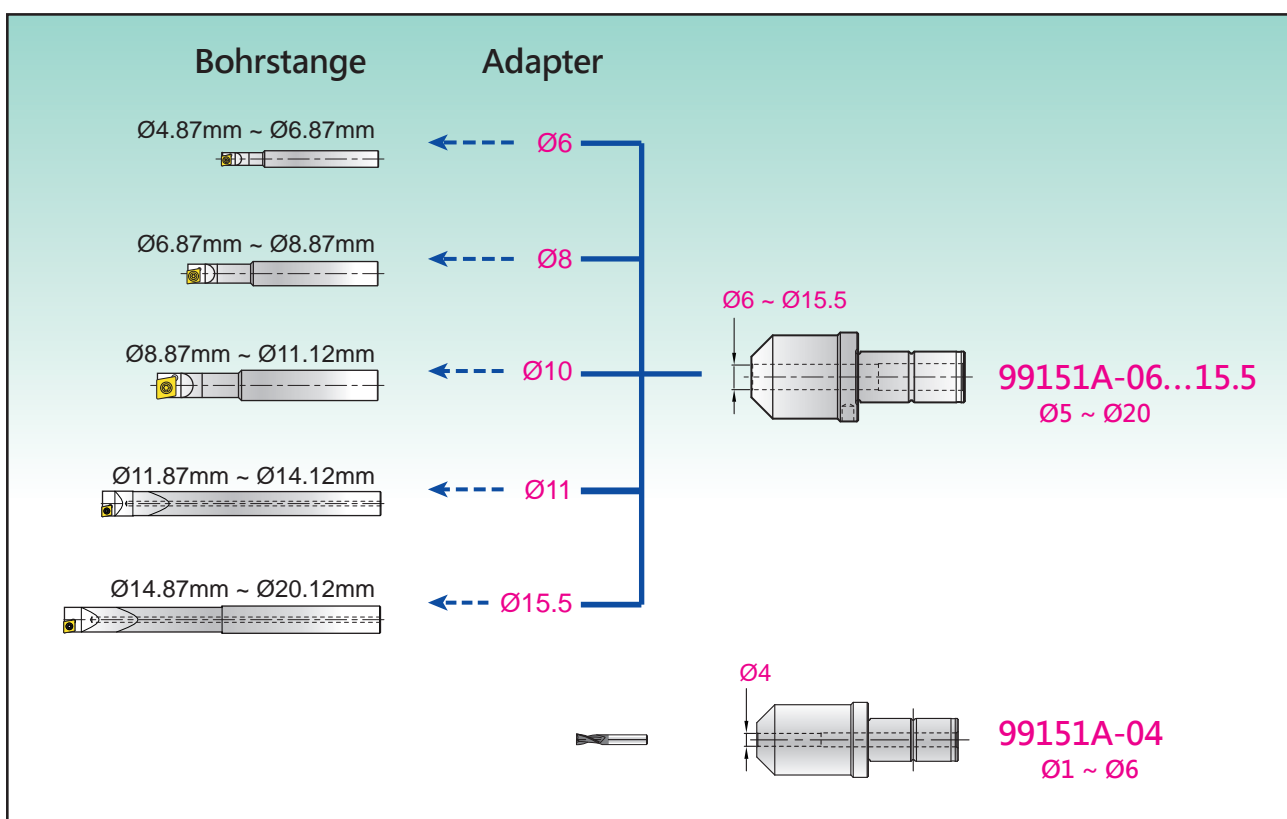 Bohrstange Adapter
Ø4.87mm ~ Ø6.87mm
Ø6
Ø6.87mm ~ Ø8.87mm
Ø8
Ø8.87mm ~ Ø11.12mm
Ø10
Ø11.87mm ~ Ø14.12mm
Ø11
Ø14.87mm ~ Ø20.12mm
Ø15.5
Ø6 ~ Ø15.5
99151A-06...15.5
Ø5 ~ Ø20
Ø4
99151A-04
Ø1 ~ Ø6